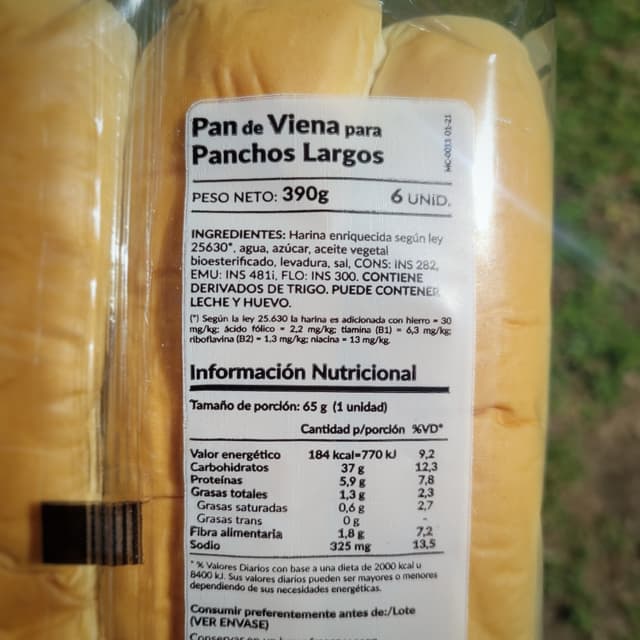 Pan de Viena para
Panchos Largos
MC-0011 01-21
PESO NETO: 390g 6 UNID.
INGREDIENTES: Harina enriquecida según ley
25630*, agua, azúcar, aceite vegetal
bioesterificado, levadura, sal, CONS: INS 282,
EMU: INS 481i, FLO: INS 300. CONTIENE
DERIVADOS DE TRIGO. PUEDE CONTENER
LECHE Y HUEVO.
(*) Según la ley 25.630 la harina es adicionada con hierro = 30
mg/kg; ácido fólico = 2,2 mg/kg; tiamina (B1) = 6,3 mg/kg;
riboflavina (B2) = 1,3 mg/kg; niacina = 13 mg/kg.
Información Nutricional
Tamaño de porción: 65 g (1 unidad)
Cantidad p/porción %VD*
Valor energético 184 kcal=770 kJ 9,2
Carbohidratos 37 g 12,3
Proteínas 5,9 g 7,8
Grasas totales 1,3 g 2,3
Grasas saturadas 0,6 g 2,7
Grasas trans 0 g -
Fibra alimentaria 1,8 g 7,2
Sodio 325 mg 13,5
* % Valores Diarios con base a una dieta de 2000 kcal u
8400 kJ. Sus valores diarios pueden ser mayores o menores
dependiendo de sus necesidades energéticas.
Consumir preferentemente antes de:/Lote
(VER ENVASE)
Conservar en